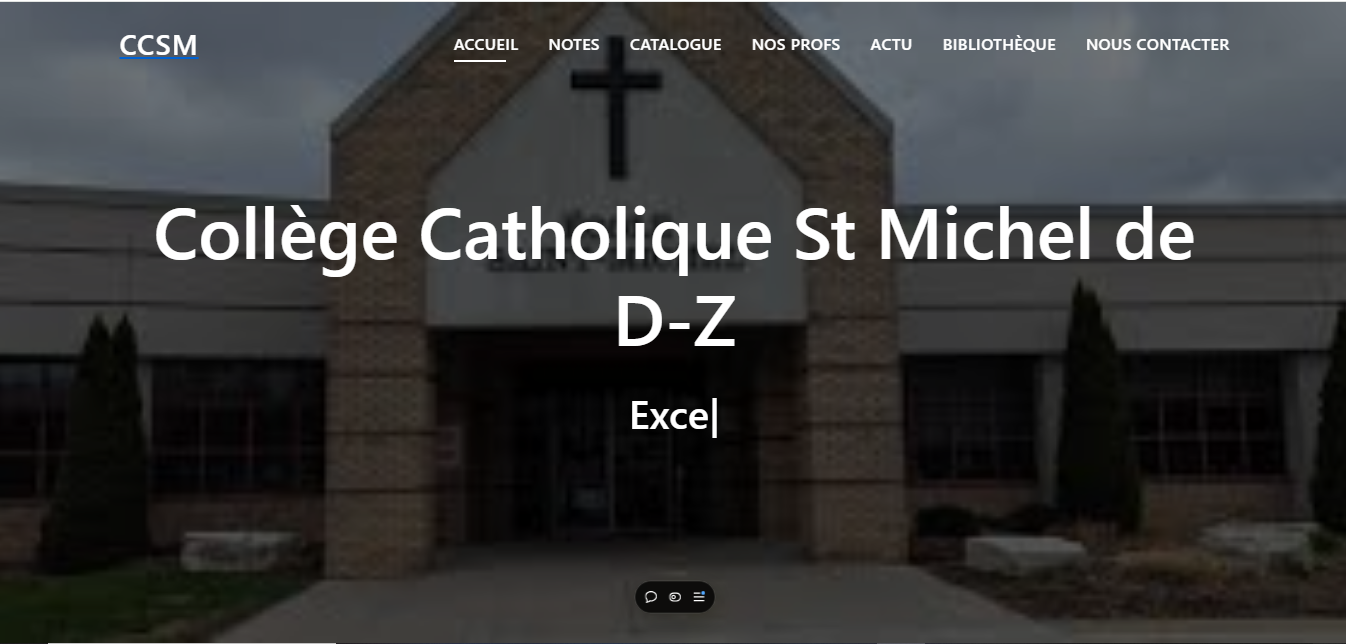 CCSM
ACCUEIL NOTES CATALOGUE NOS PROFS ACTU BIBLIOTHÈQUE NOUS CONTACTER
Collège Catholique St Michel de
D-Z
Exce|